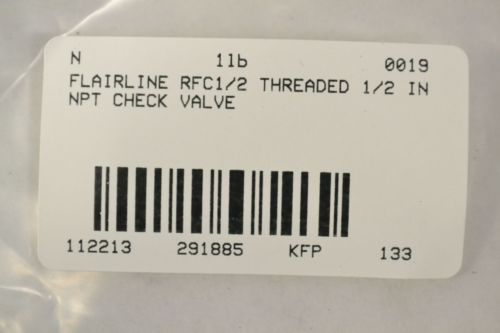 N 11b 0019
FLAIRLINE RFC1/2 THREADED 1/2 IN
NPT CHECK VALVE
112213 291885 KFP 133